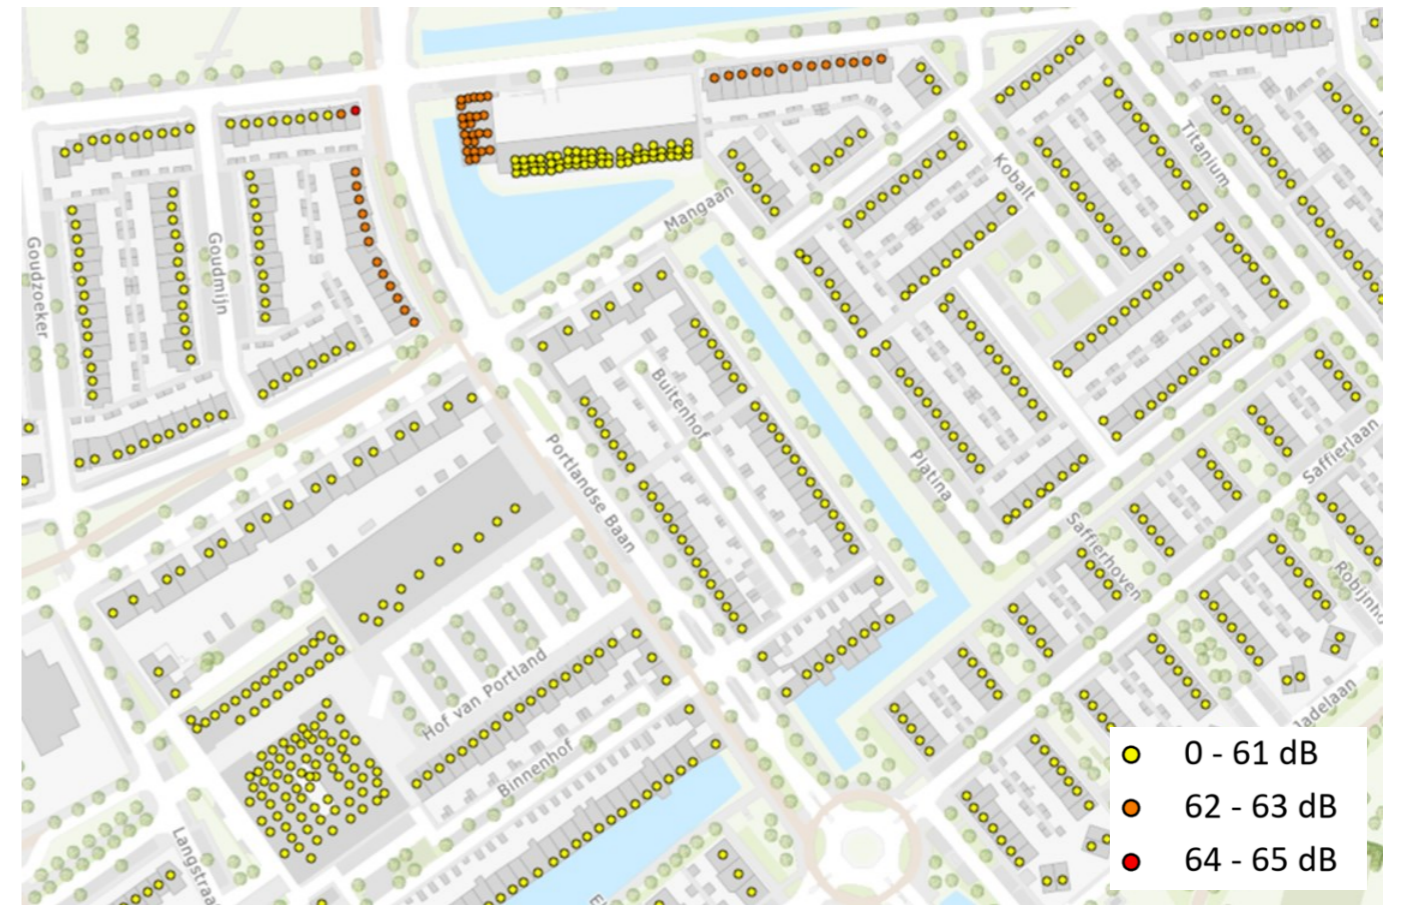 Goudzoeker
Goudmijn
Mangaan
Kobalt
Titanium
Buitenhof
Portlandse Baan
Platina
Saffierlaan
Saffierhoven
Hof van Portland
Binnenhof
0 - 61 dB
62 - 63 dB
64 - 65 dB